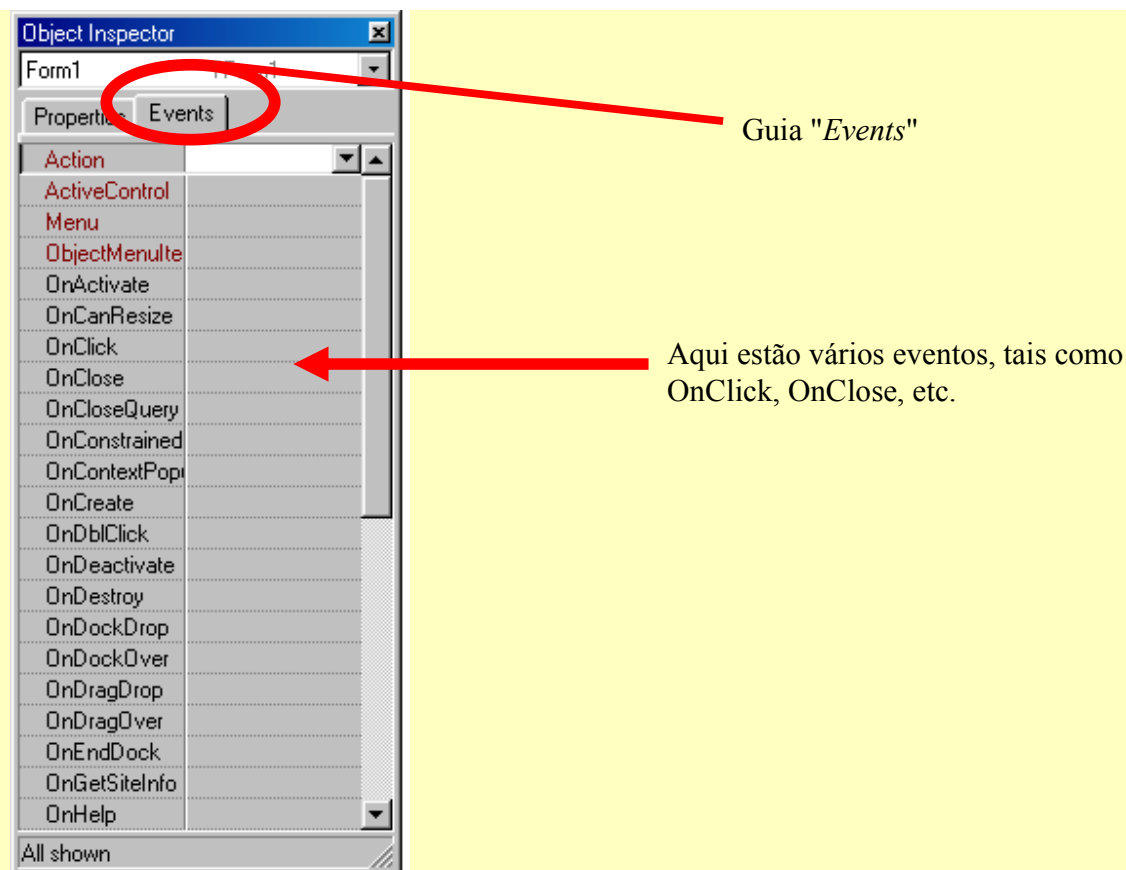 Object Inspector
Form1
Properties Events
Guia "Events"
Action
ActiveControl
Menu
ObjectMenuIte
OnActivate
OnCanResize
OnClick
OnClose
OnCloseQuery
OnConstrained
OnContextPopu
OnCreate
OnDblClick
OnDeactivate
OnDestroy
OnDockDrop
OnDockOver
OnDragDrop
OnDragOver
OnEndDock
OnGetSiteInfo
OnHelp
All shown
Aqui estão vários eventos, tais como
OnClick, OnClose, etc.